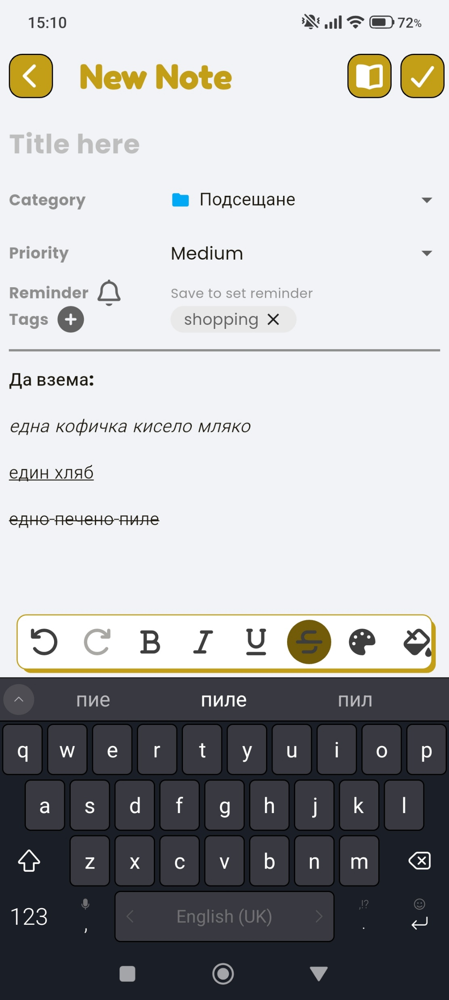 15:10 72%
New Note
Title here
Category Подсещане
Priority Medium
Reminder Save to set reminder
Tags shopping
Да взема:
една кофичка кисело мляко
един хляб
едно печено пиле
B I U S
пие пиле пил
q w e r t y u i o p
a s d f g h j k l
z x c v b n m
123 , English (UK) ,!? .